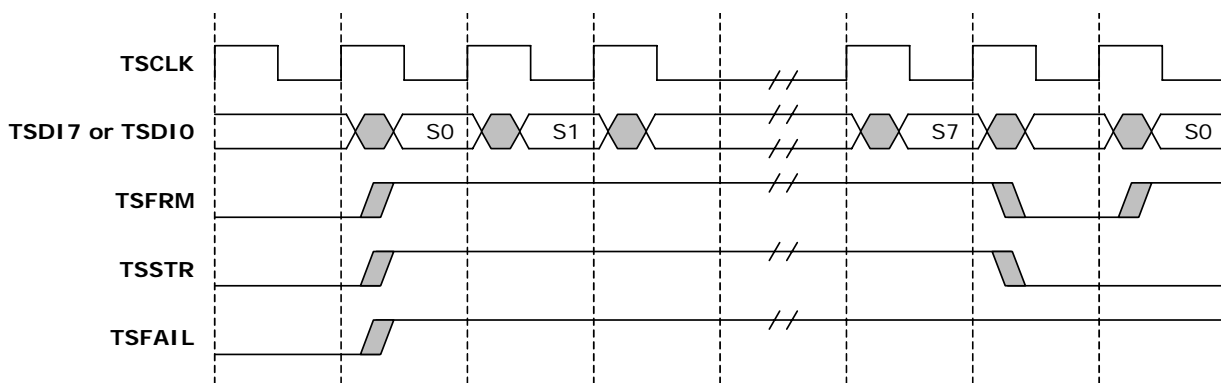 TSCLK
TSDI7 or TSDI0
S0
S1
S7
S0
TSFRM
TSSTR
TSFAIL